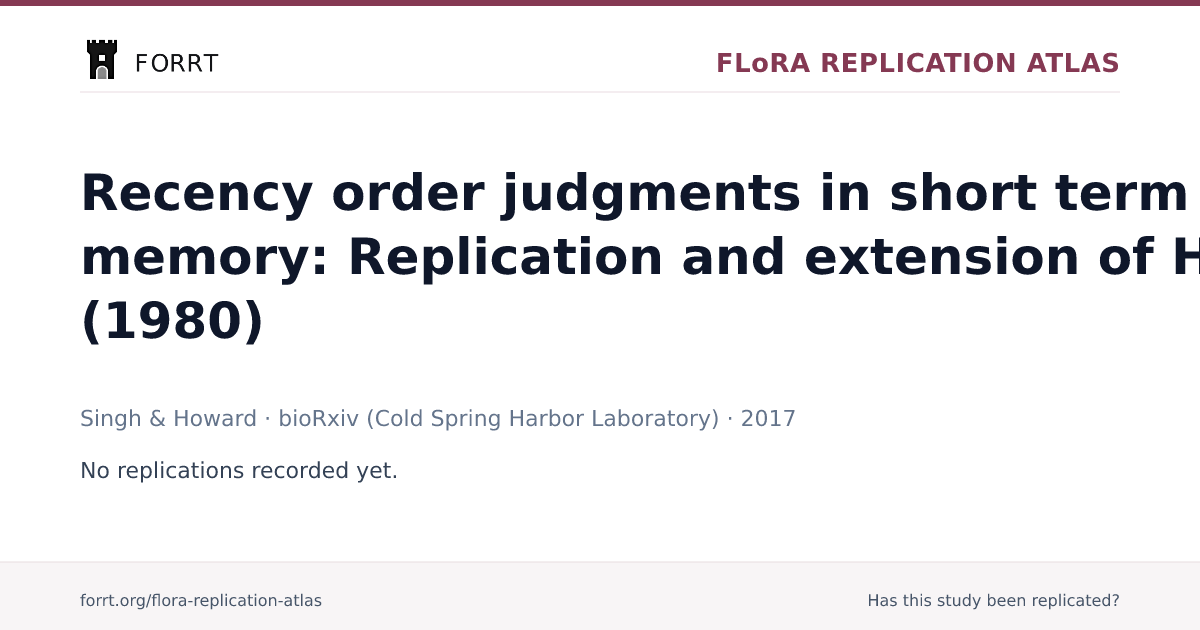 FORRT
FLoRA REPLICATION ATLAS
Recency order judgments in short term
memory: Replication and extension of
(1980)
Singh & Howard · bioRxiv (Cold Spring Harbor Laboratory) · 2017
No replications recorded yet.
forrt.org/flora-replication-atlas
Has this study been replicated?